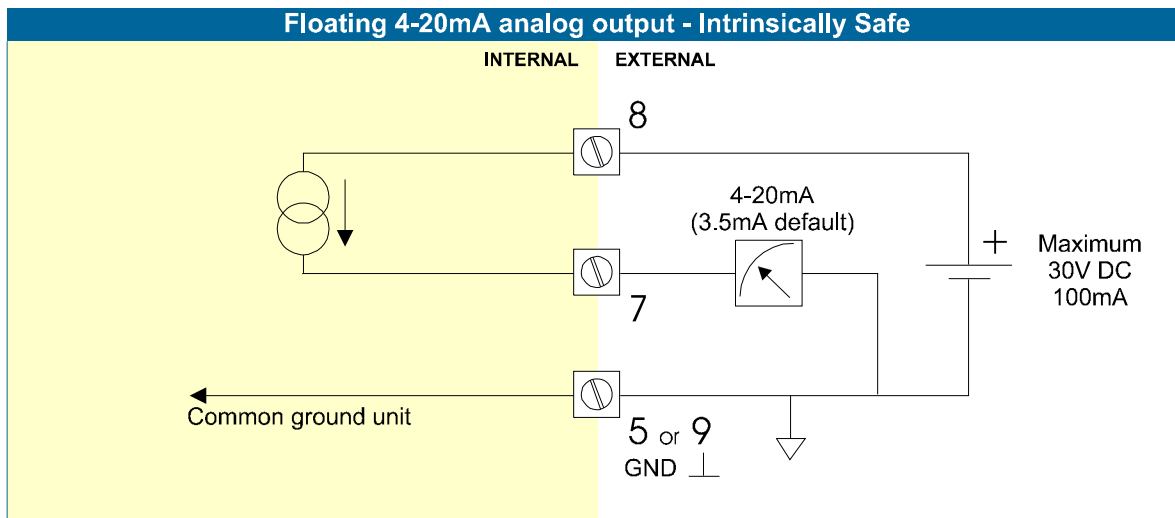 Floating 4-20mA analog output - Intrinsically Safe
INTERNAL EXTERNAL
8
4-20mA
(3.5mA default)
+
Maximum
30V DC
100mA
7
Common ground unit
5 or 9
GND